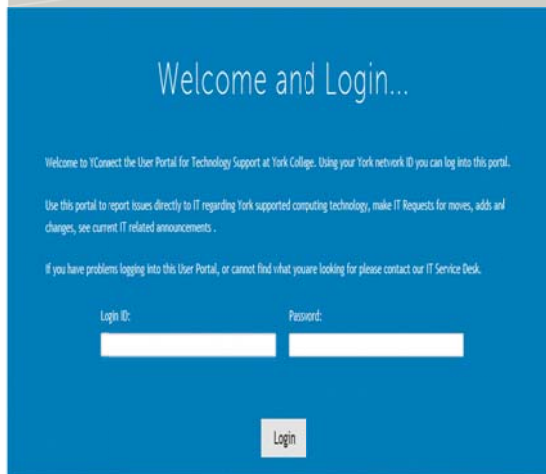 Welcome and Login...
Welcome to YConnect the User Portal for Technology Support at York College. Using your York network ID you can log into this portal.
Use this portal to report issues directly to IT regarding York supported computing technology, make IT Requests for moves, adds and
changes, see current IT related announcements .
If you have problems logging into this User Portal, or cannot find what youare looking for please contact our IT Service Desk.
Login ID: Password:
Login